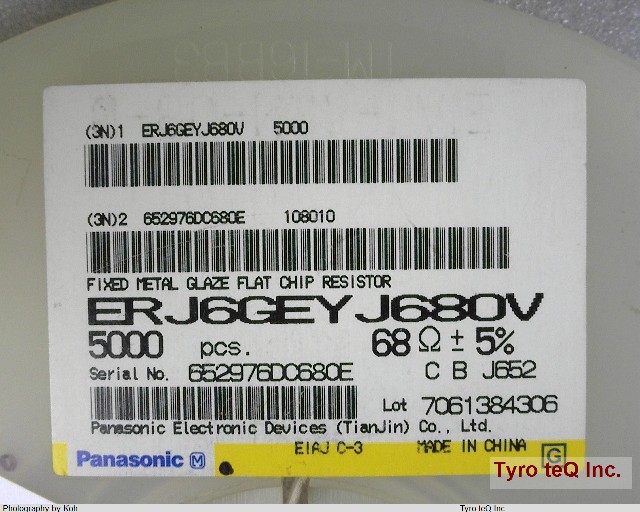 (3N)1 ERJ6GEYJ680V 5000
(3N)2 652976DC680E 108010
FIXED METAL GLAZE FLAT CHIP RESISTOR
ERJ6GEYJ680V
5000 pcs. 68 Ω ± 5%
Serial No. 652976DC680E C B J652
Lot 7061384306
Panasonic Electronic Devices (TianJin) Co., Ltd.
EIAJ C-3 MADE IN CHINA G
Panasonic M
Tyro teQ Inc.
Photography by Koh Tyro teQ Inc